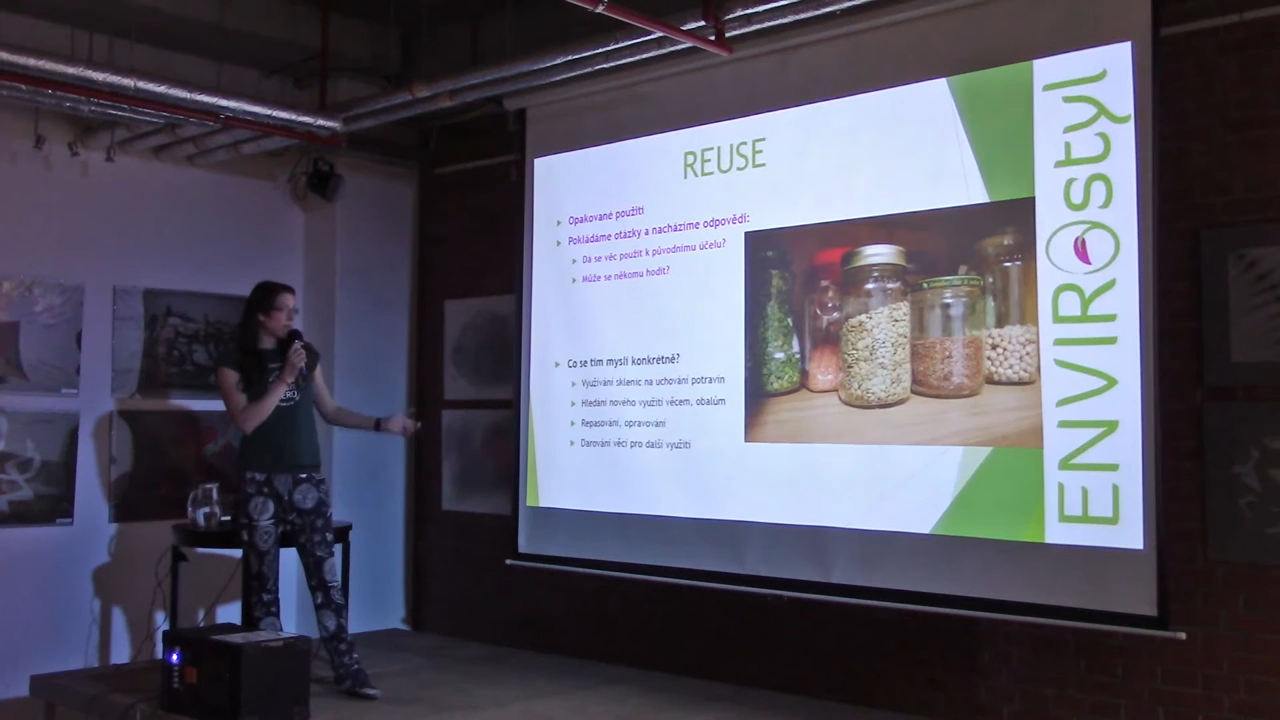 REUSE
Opakované použití
Pokládáme otázky a nacházíme odpovědi:
Dá se věc použít k původnímu účelu?
Může se někomu hodit?
Co se tím myslí konkrétně?
Využívání sklenic na uchování potravin
Hledání nového využití věcem, obalům
Repasování, opravování
Darování věcí pro další využití
ENVIROstyl